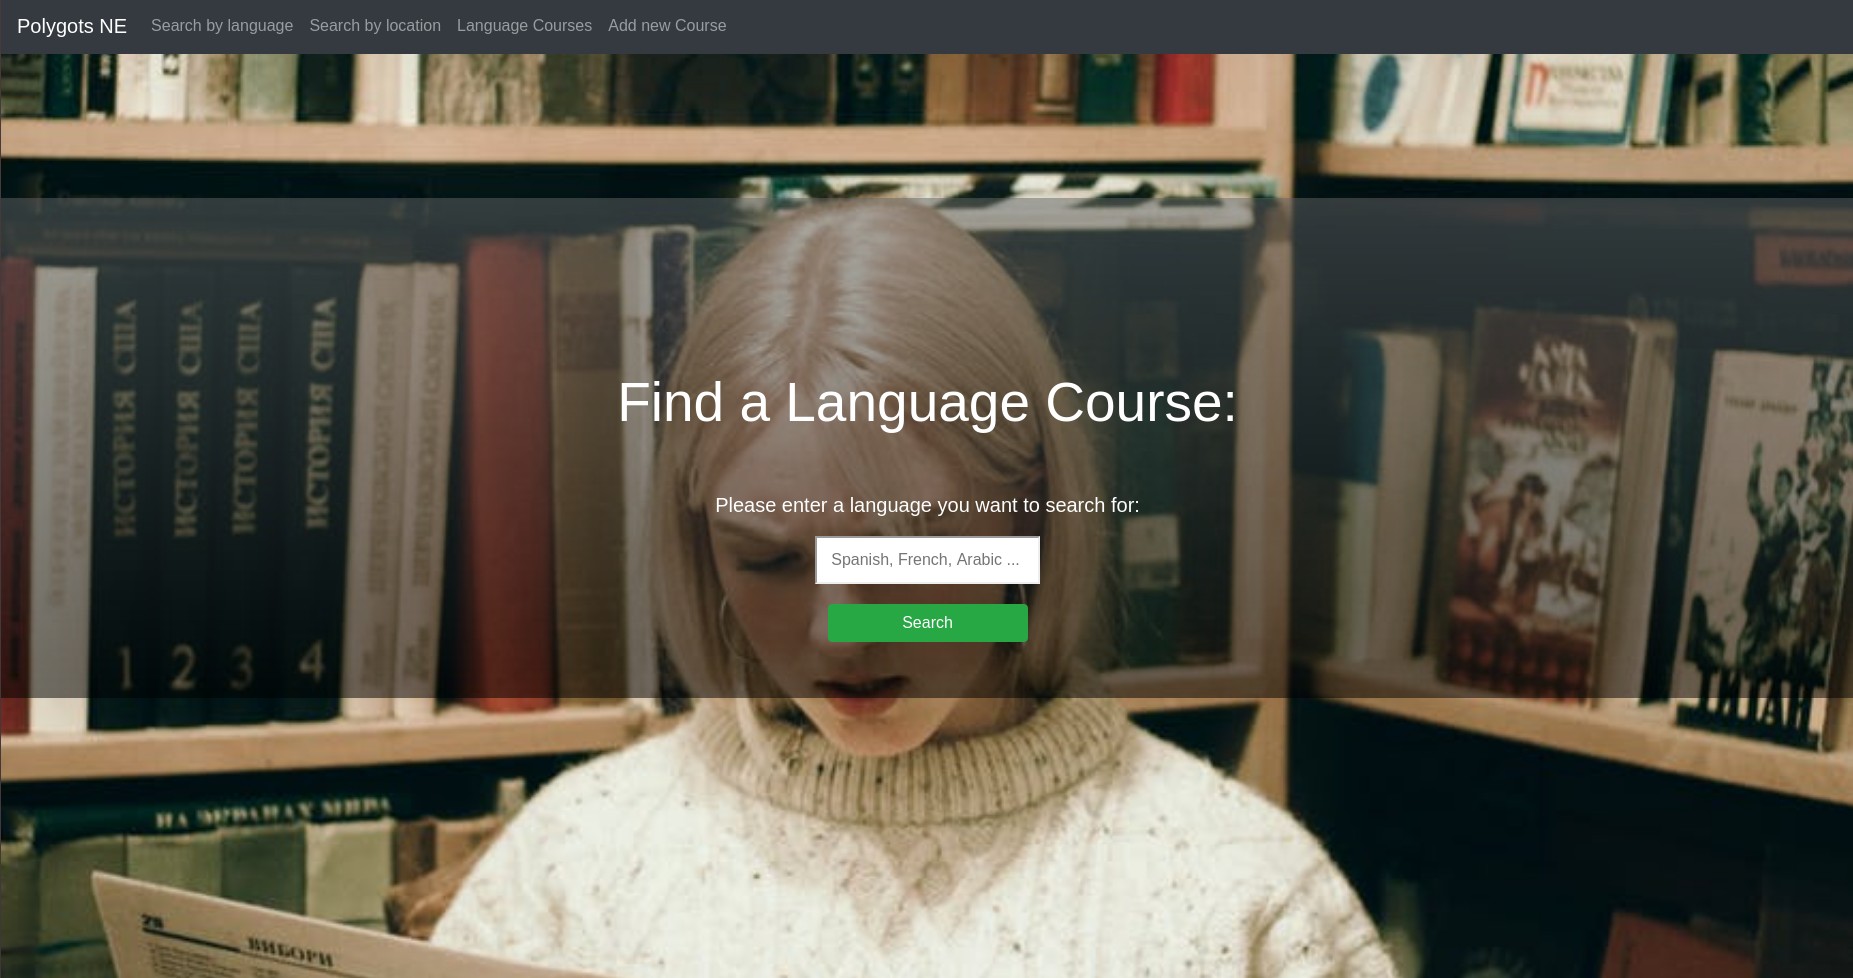 Polygots NE Search by language Search by location Language Courses Add new Course
ИСТОРИЯ США
ИСТОРИЯ США
ИСТОРИЯ США
ИСТОРИЯ США
Find a Language Course:
Please enter a language you want to search for:
Spanish, French, Arabic ...
Search
1 2 3 4
НА ЭКРАНАХ МИРА
28
ВИБОРИ